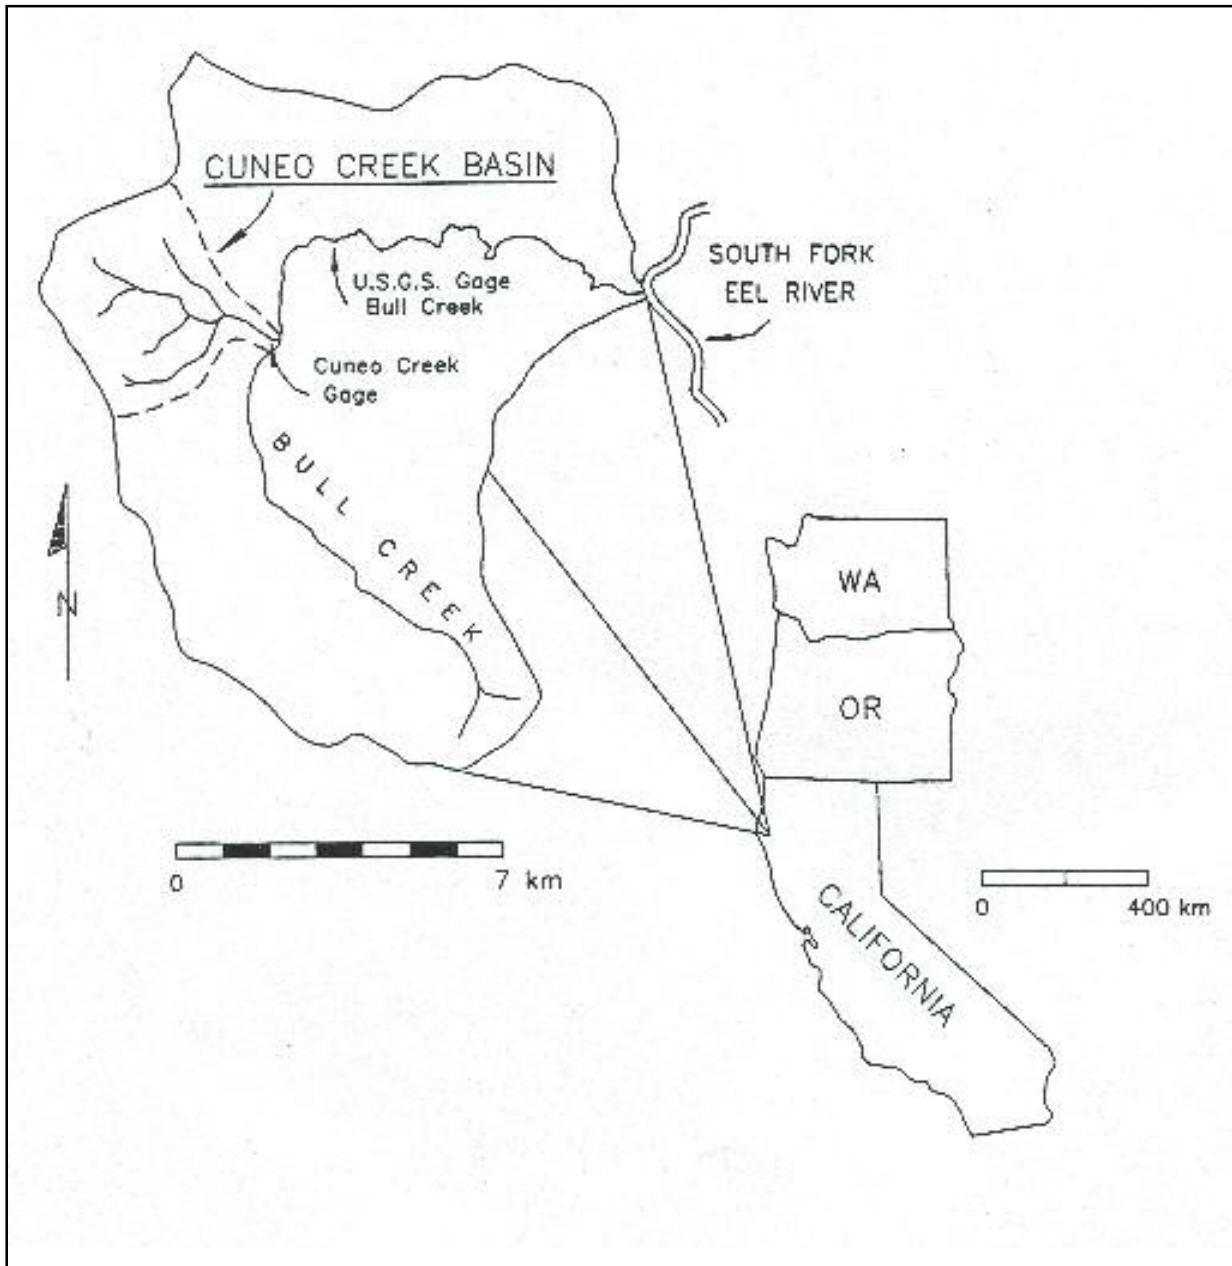 CUNEO CREEK BASIN
SOUTH FORK
EEL RIVER
U.S.G.S. Gage
Bull Creek
Cuneo Creek
Gage
BULL CREEK
N
WA
OR
0 7 km
CALIFORNIA
0 400 km